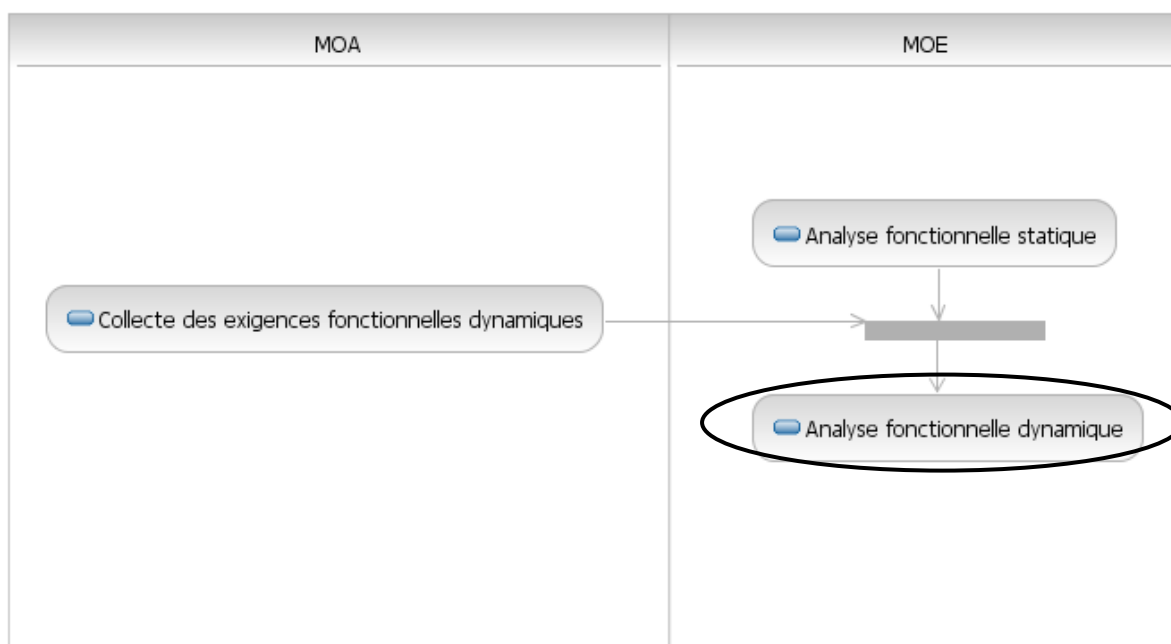 MOA
MOE
Analyse fonctionnelle statique
Collecte des exigences fonctionnelles dynamiques
Analyse fonctionnelle dynamique